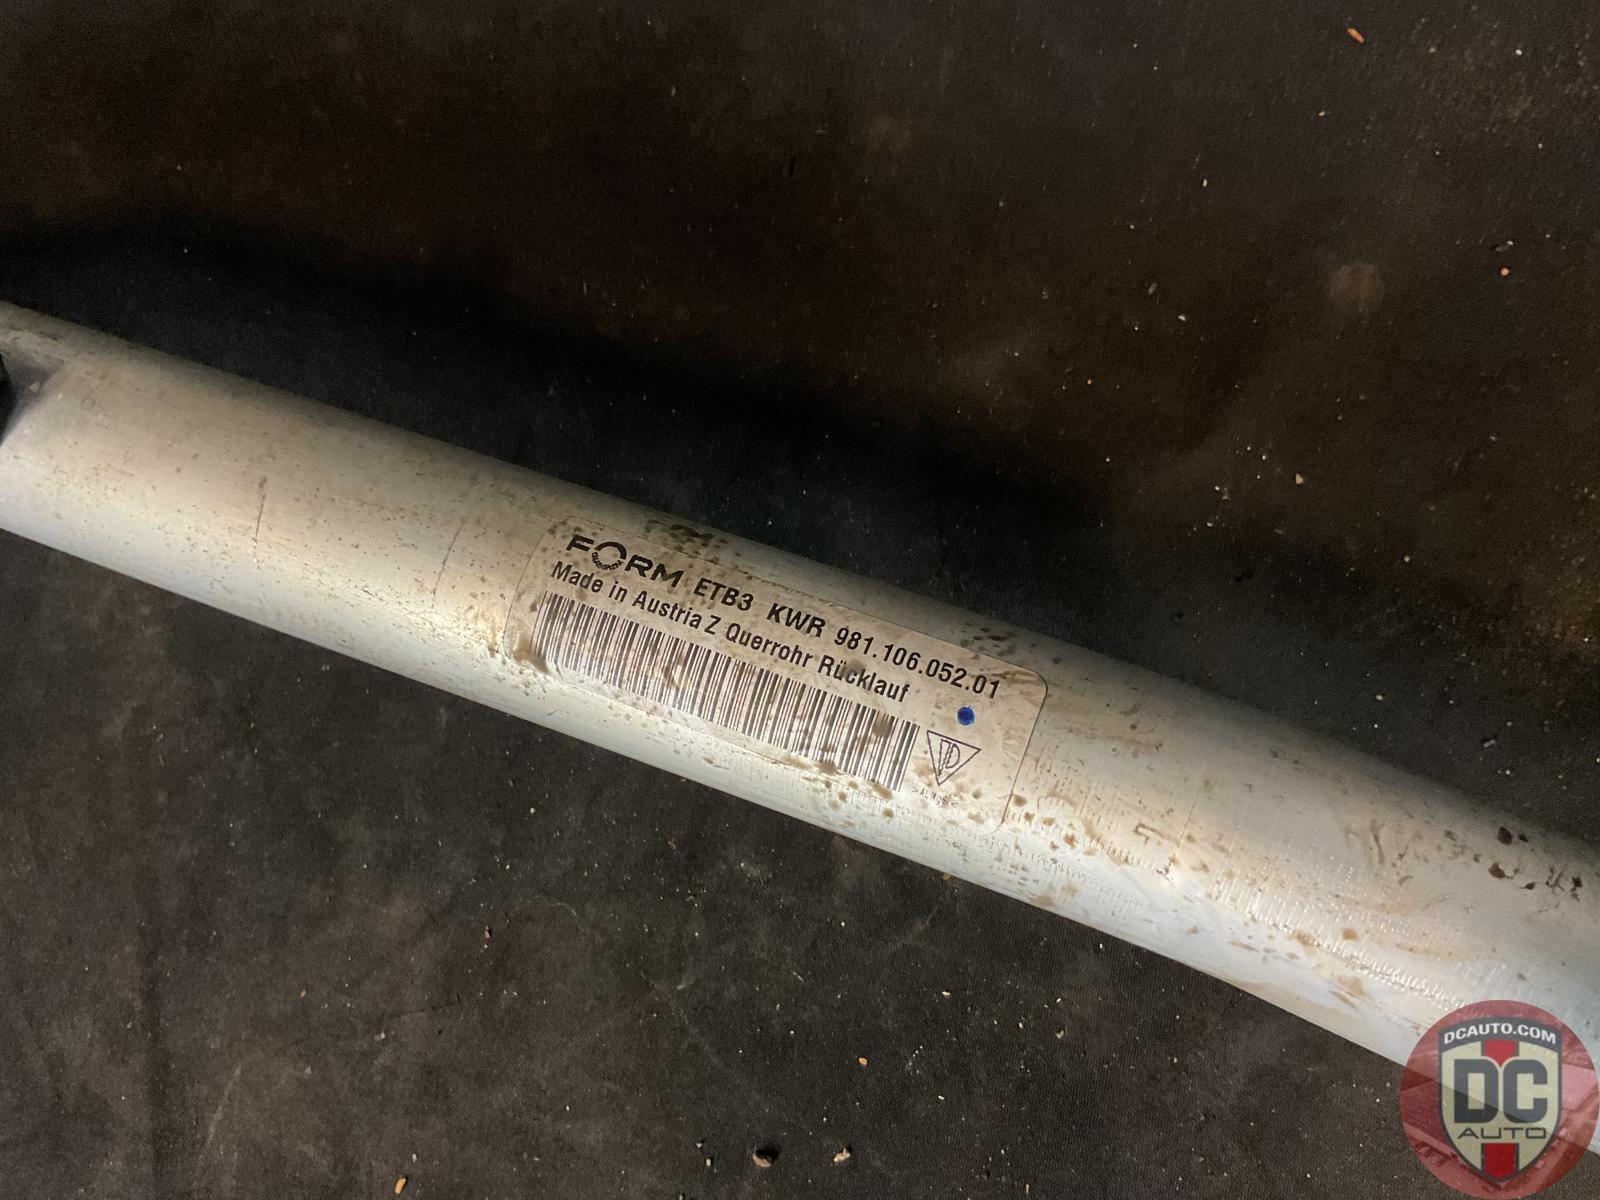 FORM ETB3 KWR 981.106.052.01
Made in Austria Z Querrohr Rücklauf
DCAUTO.COM
DC
AUTO